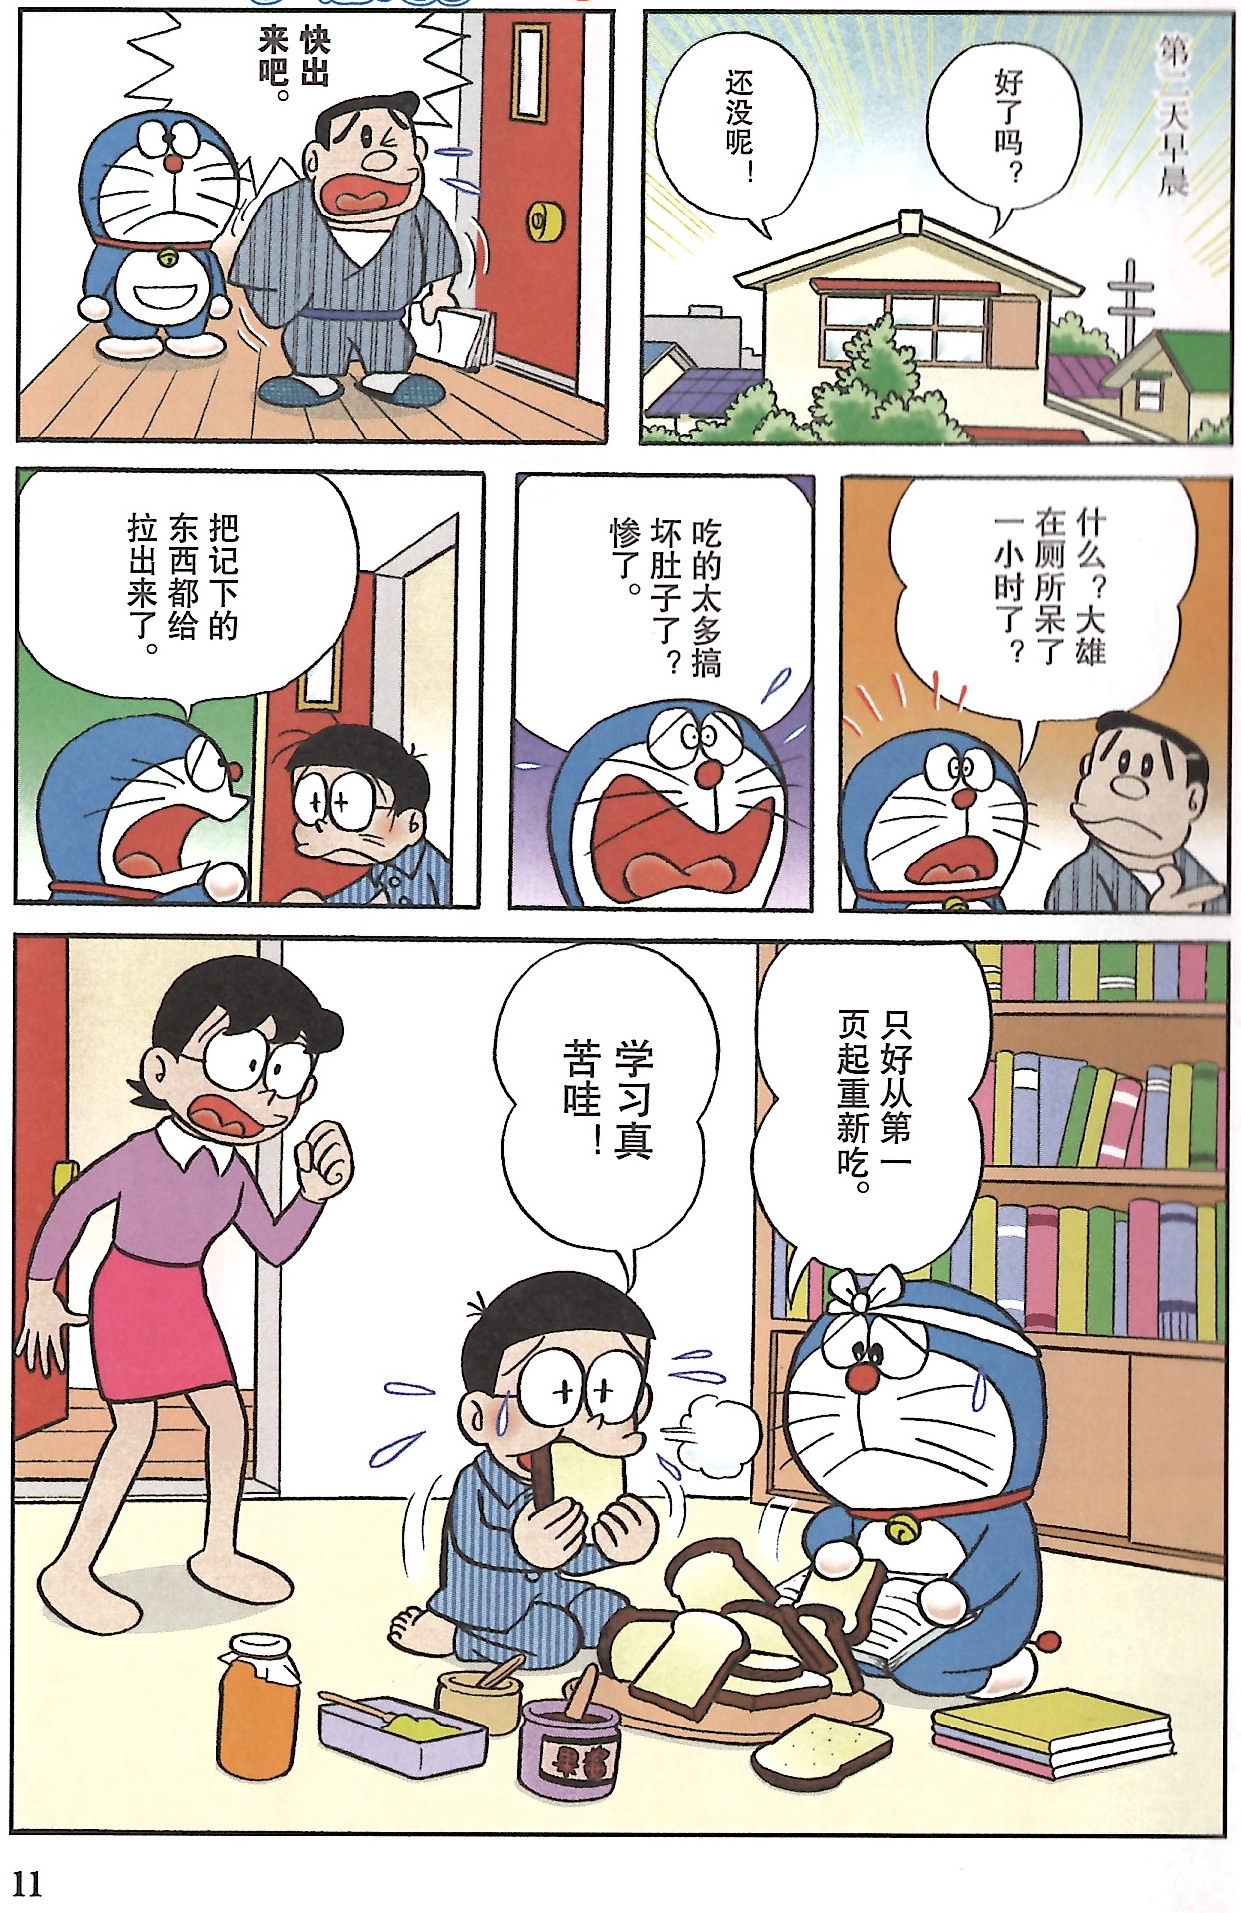 第二天早晨
好了吗？
还没呢！
快出
来吧。
什么？大雄
在厕所呆了
一小时了？
吃的太多搞
坏肚子了？
惨了。
把记下的
东西都给
拉出来了。
只好从第一
页起重新吃。
学习真
苦哇！
果酱
11